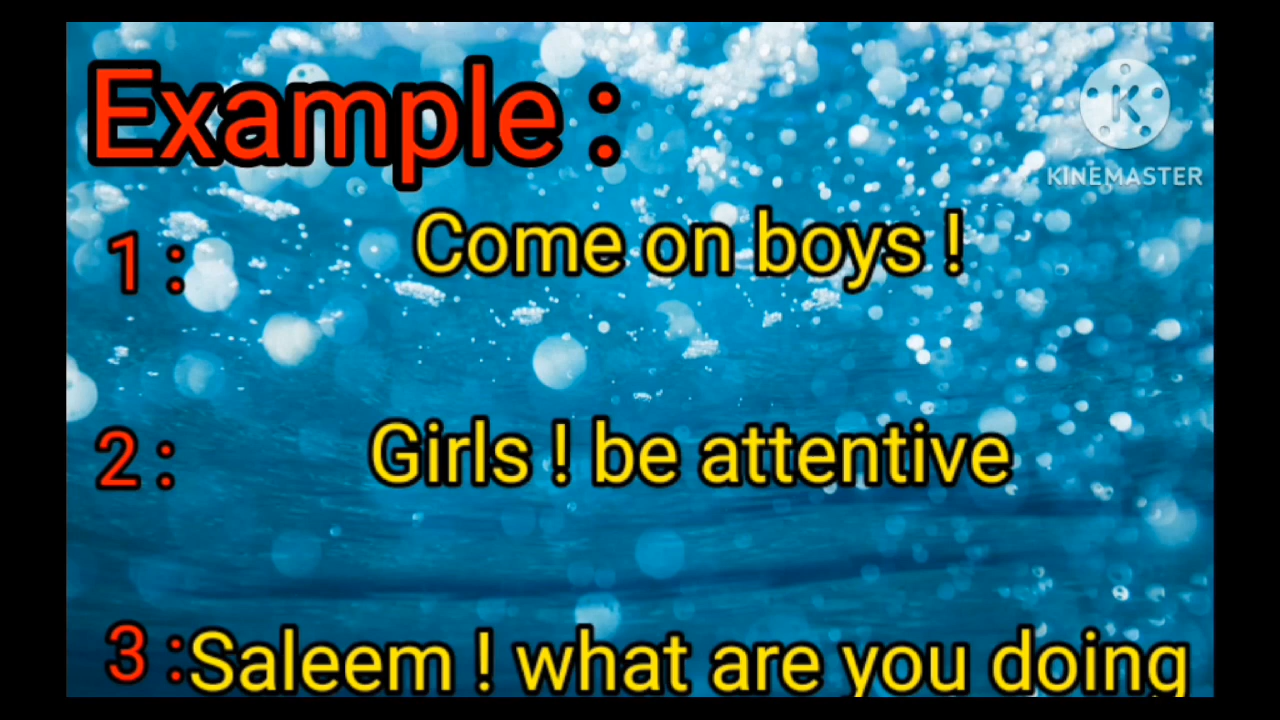 Example :
KINEMASTER
1 : Come on boys !
2 : Girls ! be attentive
3 : Saleem ! what are you doing